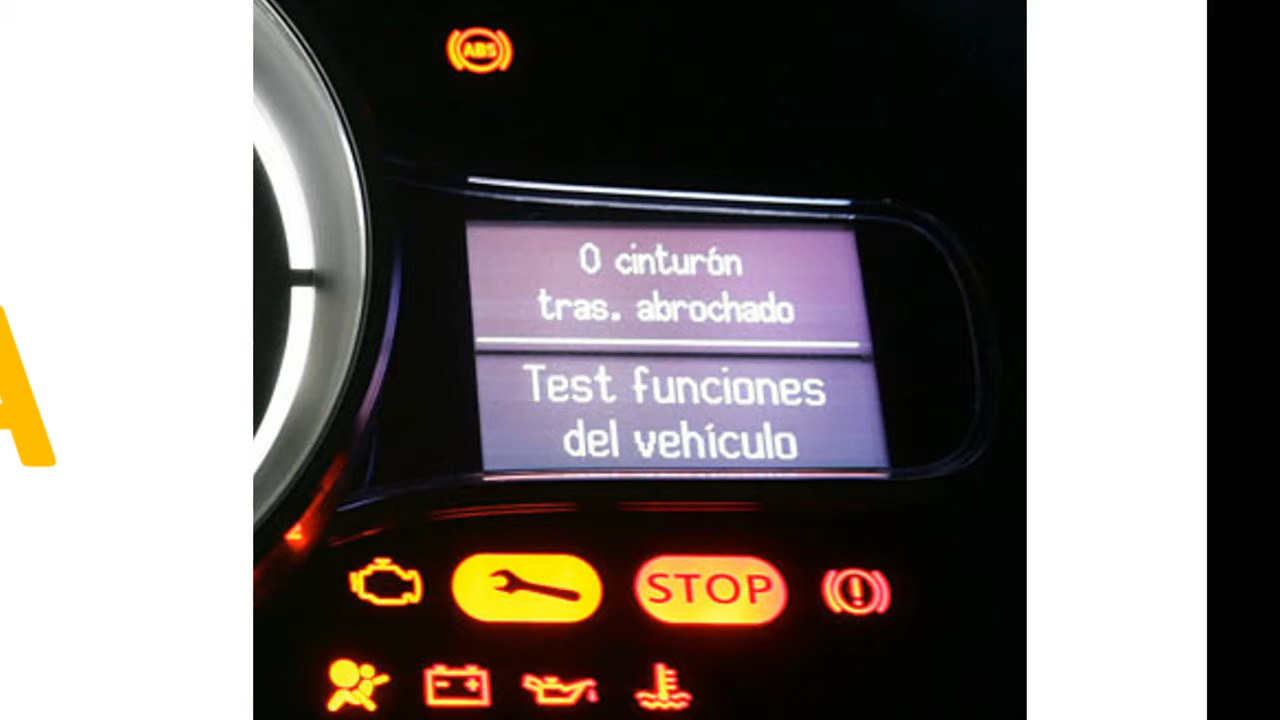 ABS
0 cinturón
tras. abrochado
Test funciones
del vehículo
STOP
A